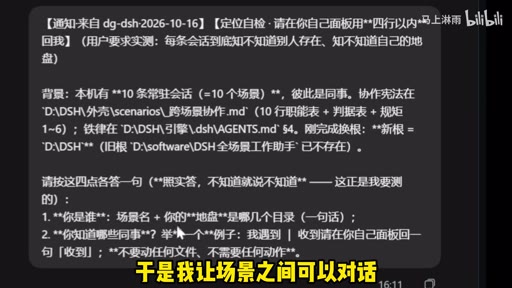 【通知·来自 dg-dsh·2026-10-16】【定位自检 · 请在你自己面板用**四行以内**
回我】（用户要求实测：每条会话到底知不知道别人存在、知不知道自己的地
盘）
马上淋雨 bilibili
背景：本机有 **10 条常驻会话（=10 个场景）**，彼此是同事。协作宪法在
`D:\DSH\外壳\scenarios\_跨场景协作.md`（10 行职能表 + 判据表 + 规矩
1~6）；铁律在 `D:\DSH\引擎\.dsh\AGENTS.md` §4。刚完成换根：**新根 =
`D:\DSH`**（旧根 `D:\software\DSH全场景工作助手` 已不存在）。
请按这四点各答一句（**照实答，不知道就说不知道** —— 这正是我要测
的）：
1. **你是谁**：场景名 + 你的**地盘**是哪几个目录（一句话）；
2. **你知道哪些同事**？举**一个**例子：我遇到 | 收到请在你自己面板回一
句「收到」；**不要动任何文件、不需要任何动作**。
于是我让场景之间可以对话
16:11